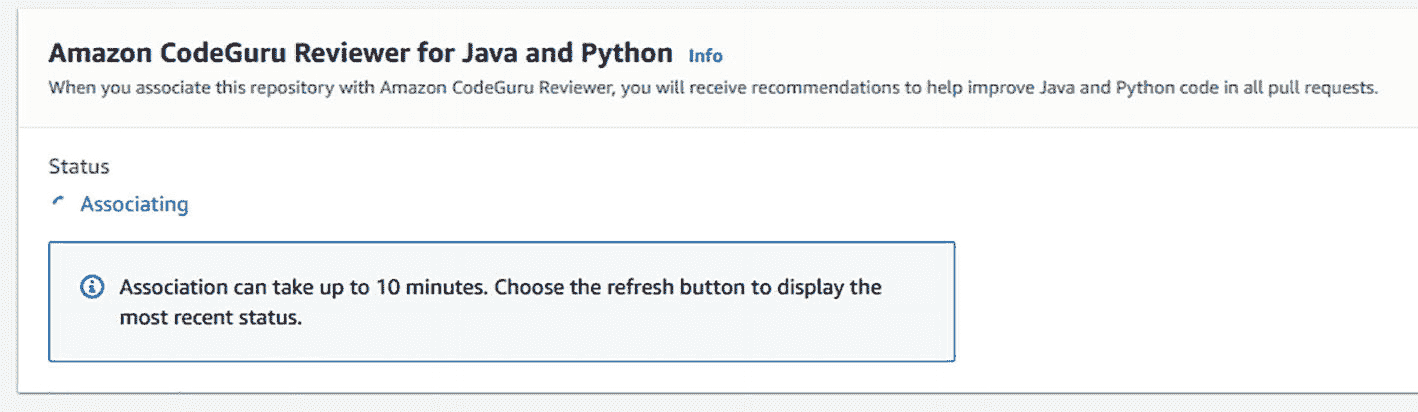 Amazon CodeGuru Reviewer for Java and Python Info
When you associate this repository with Amazon CodeGuru Reviewer, you will receive recommendations to help improve Java and Python code in all pull requests.
Status
Associating
Association can take up to 10 minutes. Choose the refresh button to display the
most recent status.